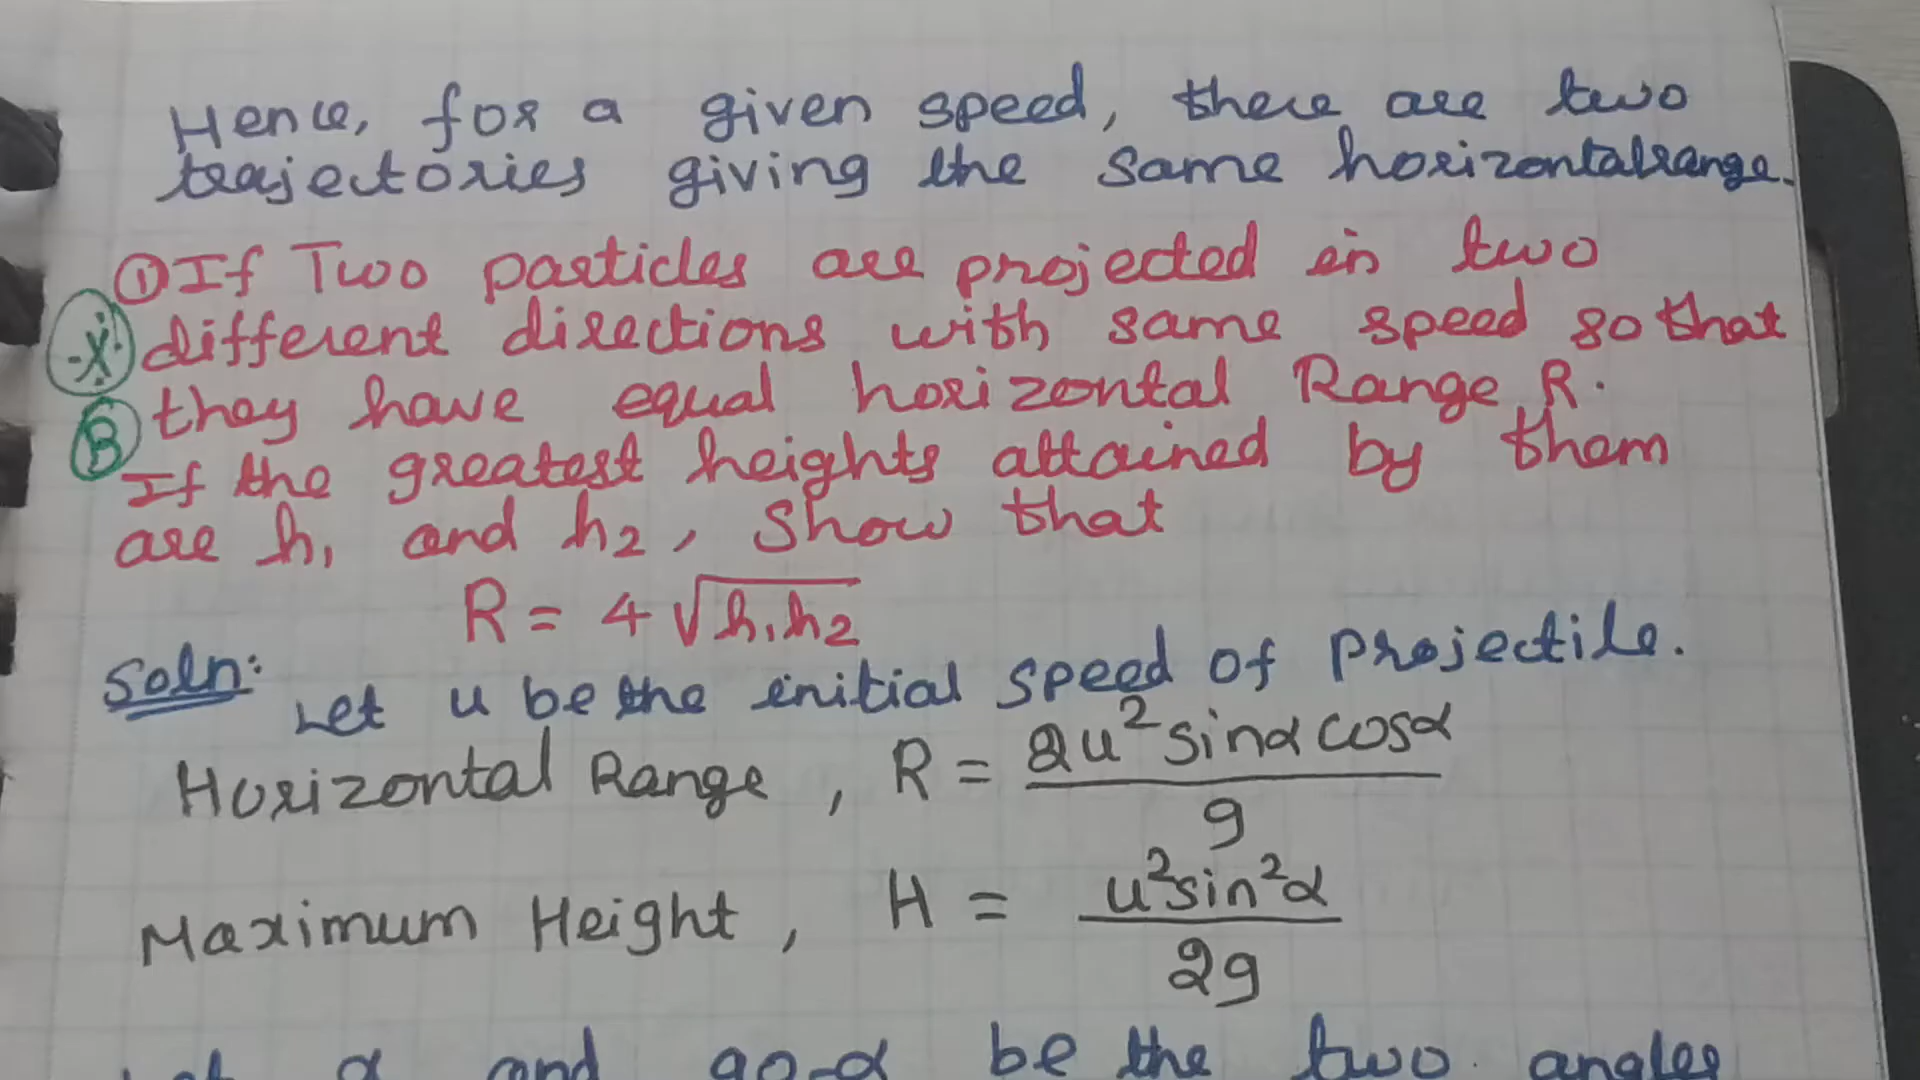 Hence, for a given speed, there are two
trajectories giving the same horizontal range.
① If Two particles are projected in two
different directions with same speed so that
they have equal horizontal Range R.
B
If the greatest heights attained by them
are h₁ and h₂, Show that
R = 4 √h₁h₂
Soln: Let u be the initial speed of projectile.
Horizontal Range, R = 2u² sinα cosα / g
Maximum Height, H = u² sin²α / 2g
α and 90-α be the two angles